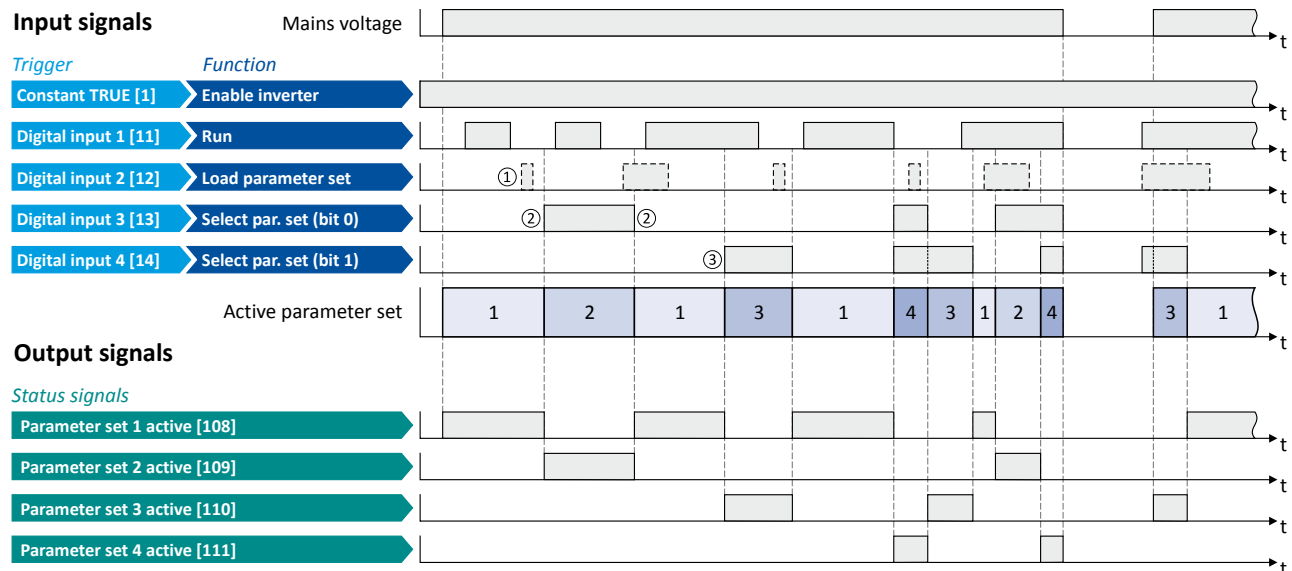 Input signals
Mains voltage
t
Trigger Function
Constant TRUE [1] Enable inverter
t
Digital input 1 [11] Run
t
Digital input 2 [12] Load parameter set ①
t
Digital input 3 [13] Select par. set (bit 0) ② ②
t
Digital input 4 [14] Select par. set (bit 1) ③
t
Active parameter set 1 2 1 3 1 4 3 1 2 4 3 1
t
Output signals
Status signals
Parameter set 1 active [108]
t
Parameter set 2 active [109]
t
Parameter set 3 active [110]
t
Parameter set 4 active [111]
t